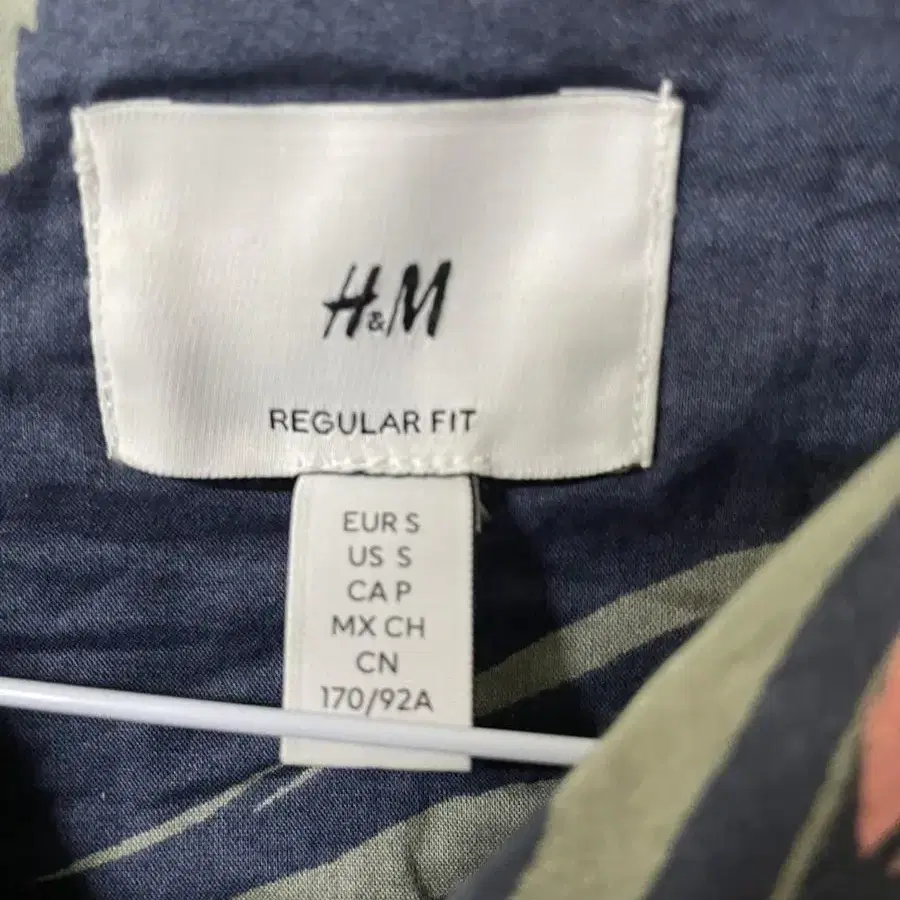 H&M
REGULAR FIT
EUR S
US S
CA P
MX CH
CN
170/92A